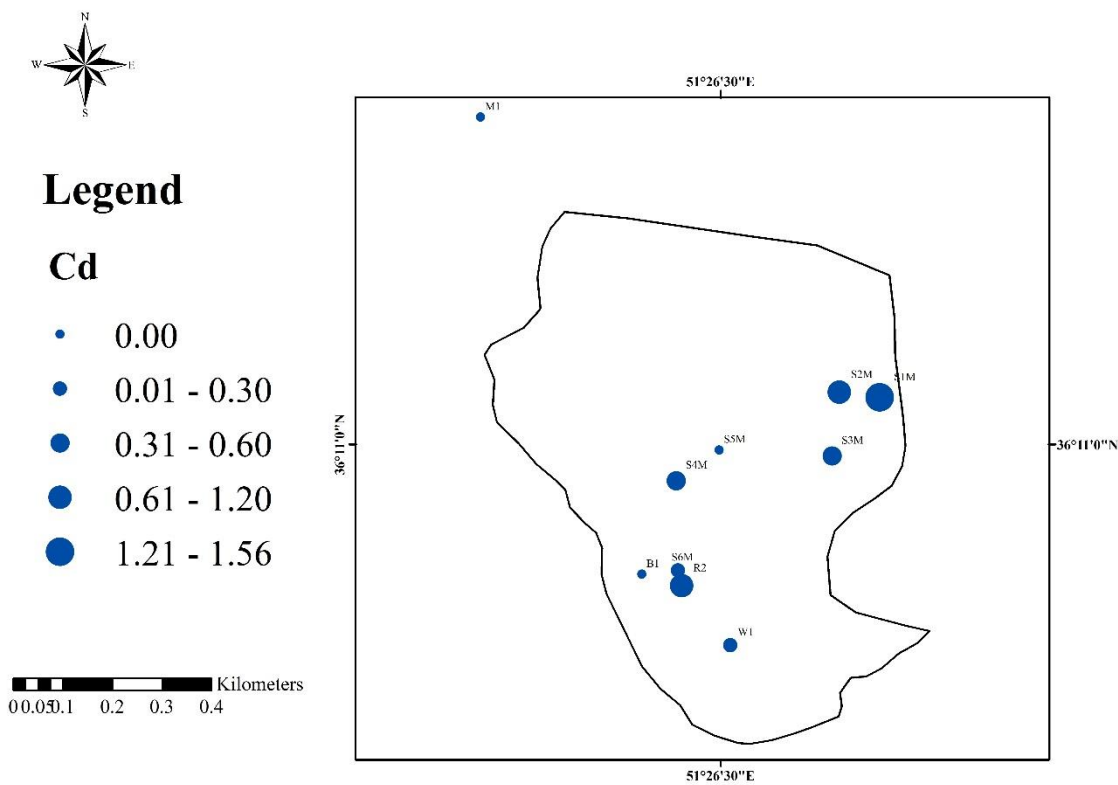 N
W E
S
Legend
Cd
0.00
0.01 - 0.30
0.31 - 0.60
0.61 - 1.20
1.21 - 1.56
Kilometers
0 0.05 0.1 0.2 0.3 0.4
51°26'30"E
M1
S2M
S1M
36°11'0"N
36°11'0"N
S5M
S3M
S4M
S6M
B1
R2
W1
51°26'30"E